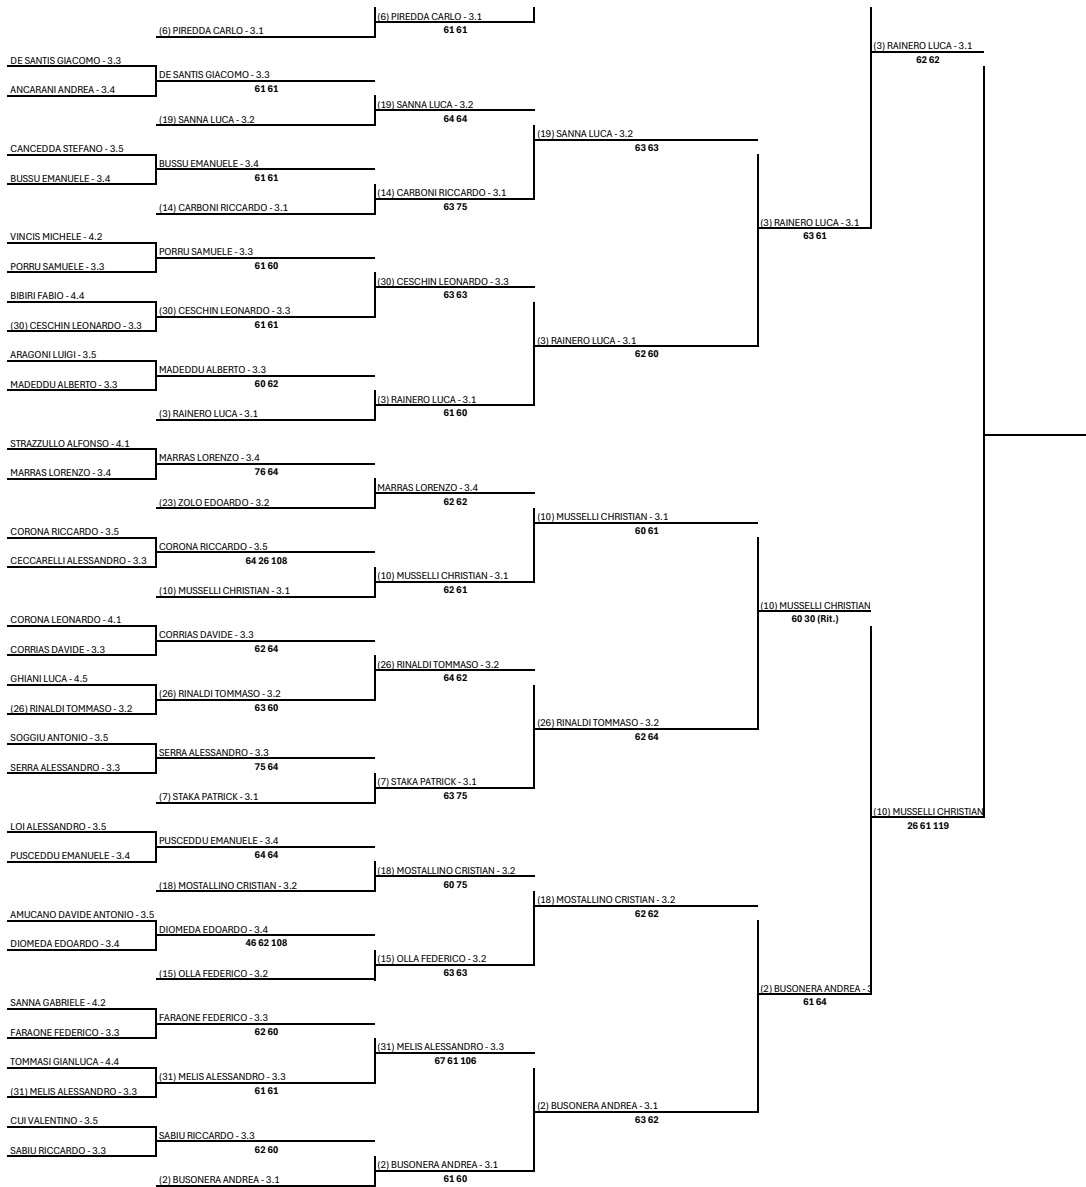 (6) PIREDDA CARLO - 3.1
(6) PIREDDA CARLO - 3.1
61 61
(3) RAINERO LUCA - 3.1
62 62
DE SANTIS GIACOMO - 3.3
DE SANTIS GIACOMO - 3.3
ANCARANI ANDREA - 3.4
61 61
(19) SANNA LUCA - 3.2
(19) SANNA LUCA - 3.2
64 64
(19) SANNA LUCA - 3.2
63 63
CANCEDDA STEFANO - 3.5
BUSSU EMANUELE - 3.4
BUSSU EMANUELE - 3.4
61 61
(14) CARBONI RICCARDO - 3.1
(14) CARBONI RICCARDO - 3.1
63 75
(3) RAINERO LUCA - 3.1
63 61
VINCIS MICHELE - 4.2
PORRU SAMUELE - 3.3
PORRU SAMUELE - 3.3
61 60
(30) CESCHIN LEONARDO - 3.3
63 63
BIBIRI FABIO - 4.4
(30) CESCHIN LEONARDO - 3.3
(30) CESCHIN LEONARDO - 3.3
61 61
(3) RAINERO LUCA - 3.1
62 60
ARAGONI LUIGI - 3.5
MADEDDU ALBERTO - 3.3
MADEDDU ALBERTO - 3.3
60 62
(3) RAINERO LUCA - 3.1
(3) RAINERO LUCA - 3.1
61 60
STRAZZULLO ALFONSO - 4.1
MARRAS LORENZO - 3.4
MARRAS LORENZO - 3.4
76 64
MARRAS LORENZO - 3.4
(23) ZOLO EDOARDO - 3.2
62 62
(10) MUSSELLI CHRISTIAN - 3.1
60 61
CORONA RICCARDO - 3.5
CORONA RICCARDO - 3.5
CECCARELLI ALESSANDRO - 3.3
64 26 108
(10) MUSSELLI CHRISTIAN - 3.1
(10) MUSSELLI CHRISTIAN - 3.1
62 61
(10) MUSSELLI CHRISTIAN
60 30 (Rit.)
CORONA LEONARDO - 4.1
CORRIAS DAVIDE - 3.3
CORRIAS DAVIDE - 3.3
62 64
(26) RINALDI TOMMASO - 3.2
64 62
GHIANI LUCA - 4.5
(26) RINALDI TOMMASO - 3.2
(26) RINALDI TOMMASO - 3.2
63 60
(26) RINALDI TOMMASO - 3.2
62 64
SOGGIU ANTONIO - 3.5
SERRA ALESSANDRO - 3.3
SERRA ALESSANDRO - 3.3
75 64
(7) STAKA PATRICK - 3.1
(7) STAKA PATRICK - 3.1
63 75
(10) MUSSELLI CHRISTIAN
26 61 119
LOI ALESSANDRO - 3.5
PUSCEDDU EMANUELE - 3.4
PUSCEDDU EMANUELE - 3.4
64 64
(18) MOSTALLINO CRISTIAN - 3.2
(18) MOSTALLINO CRISTIAN - 3.2
60 75
(18) MOSTALLINO CRISTIAN - 3.2
62 62
AMUCANO DAVIDE ANTONIO - 3.5
DIOMEDA EDOARDO - 3.4
DIOMEDA EDOARDO - 3.4
46 62 108
(15) OLLA FEDERICO - 3.2
(15) OLLA FEDERICO - 3.2
63 63
(2) BUSONERA ANDREA - 3
61 64
SANNA GABRIELE - 4.2
FARAONE FEDERICO - 3.3
FARAONE FEDERICO - 3.3
62 60
(31) MELIS ALESSANDRO - 3.3
67 61 106
TOMMASI GIANLUCA - 4.4
(31) MELIS ALESSANDRO - 3.3
(31) MELIS ALESSANDRO - 3.3
61 61
(2) BUSONERA ANDREA - 3.1
63 62
CUI VALENTINO - 3.5
SABIU RICCARDO - 3.3
SABIU RICCARDO - 3.3
62 60
(2) BUSONERA ANDREA - 3.1
(2) BUSONERA ANDREA - 3.1
61 60